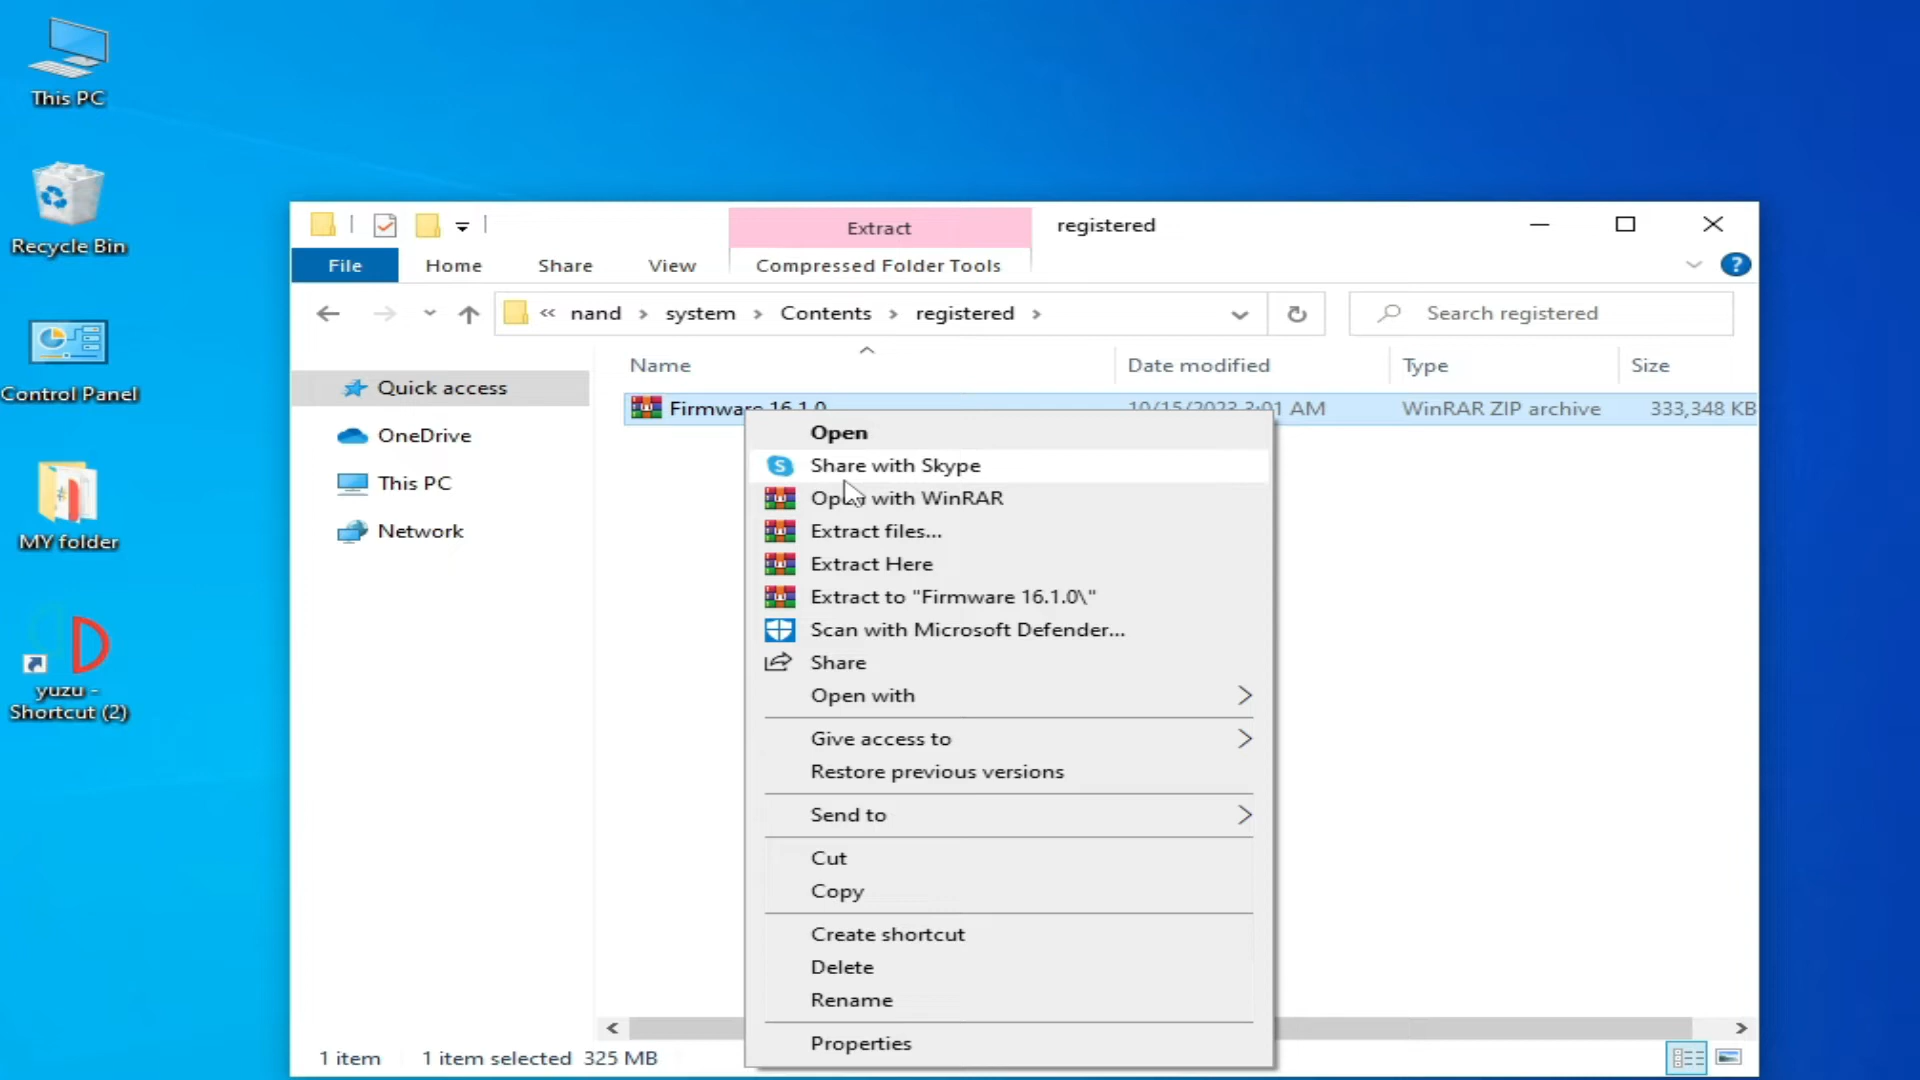 This PC
Recycle Bin
Control Panel
MY folder
yuzu -
Shortcut (2)
Extract
registered
File
Home
Share
View
Compressed Folder Tools
?
« nand > system > Contents > registered >
Search registered
Name
Date modified
Type
Size
Quick access
OneDrive
This PC
Network
Firmware 16.1.0
10/15/2023 3:01 AM
WinRAR ZIP archive
333,348 KB
Open
Share with Skype
Open with WinRAR
Extract files...
Extract Here
Extract to "Firmware 16.1.0\"
Scan with Microsoft Defender...
Share
Open with
Give access to
Restore previous versions
Send to
Cut
Copy
Create shortcut
Delete
Rename
Properties
1 item
1 item selected 325 MB